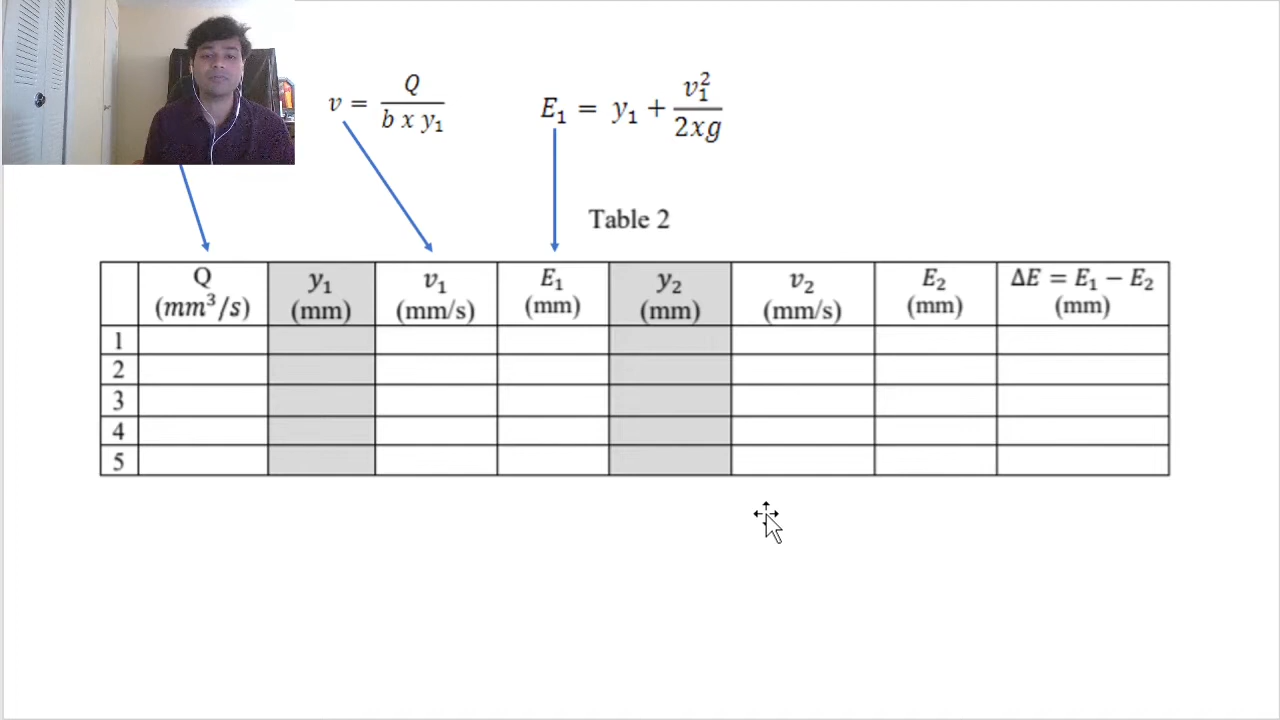 v = Q / (b x y₁)
E₁ = y₁ + v₁² / (2xg)
Table 2
Q (mm³/s) y₁ (mm) v₁ (mm/s) E₁ (mm) y₂ (mm) v₂ (mm/s) E₂ (mm) ΔE = E₁ − E₂ (mm)
1
2
3
4
5